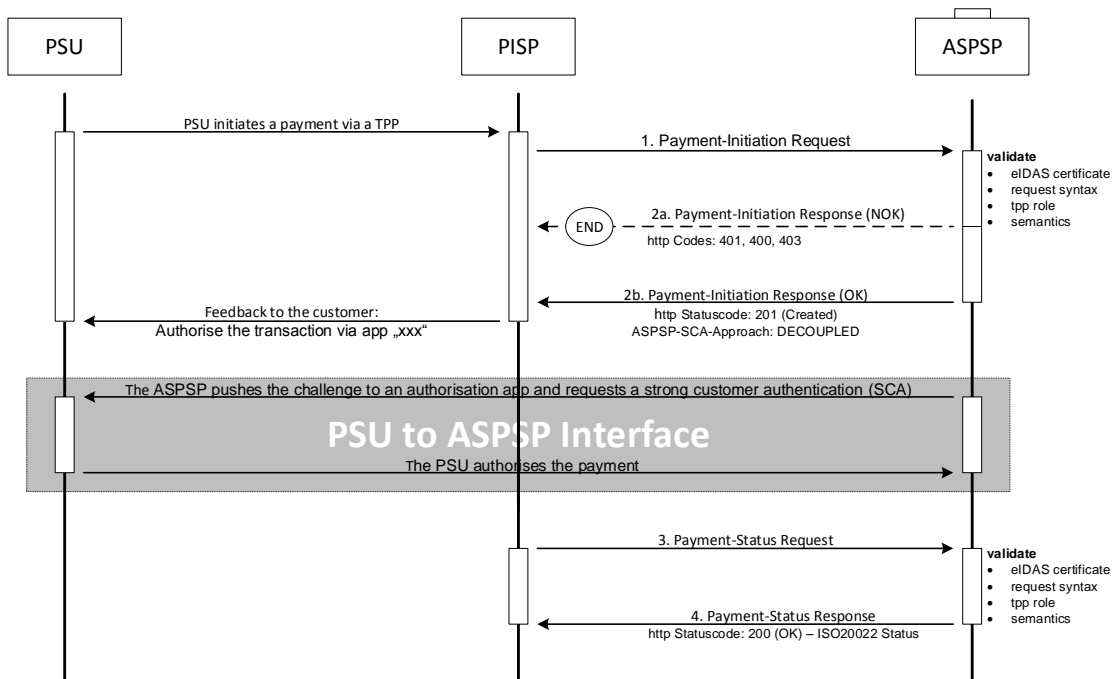 PSU
PISP
ASPSP
PSU initiates a payment via a TPP
1. Payment-Initiation Request
validate
• eIDAS certificate
• request syntax
• tpp role
• semantics
2a. Payment-Initiation Response (NOK)
END
http Codes: 401, 400, 403
2b. Payment-Initiation Response (OK)
http Statuscode: 201 (Created)
ASPSP-SCA-Approach: DECOUPLED
Feedback to the customer:
Authorise the transaction via app „xxx“
The ASPSP pushes the challenge to an authorisation app and requests a strong customer authentication (SCA)
PSU to ASPSP Interface
The PSU authorises the payment
3. Payment-Status Request
validate
• eIDAS certificate
• request syntax
• tpp role
• semantics
4. Payment-Status Response
http Statuscode: 200 (OK) – ISO20022 Status